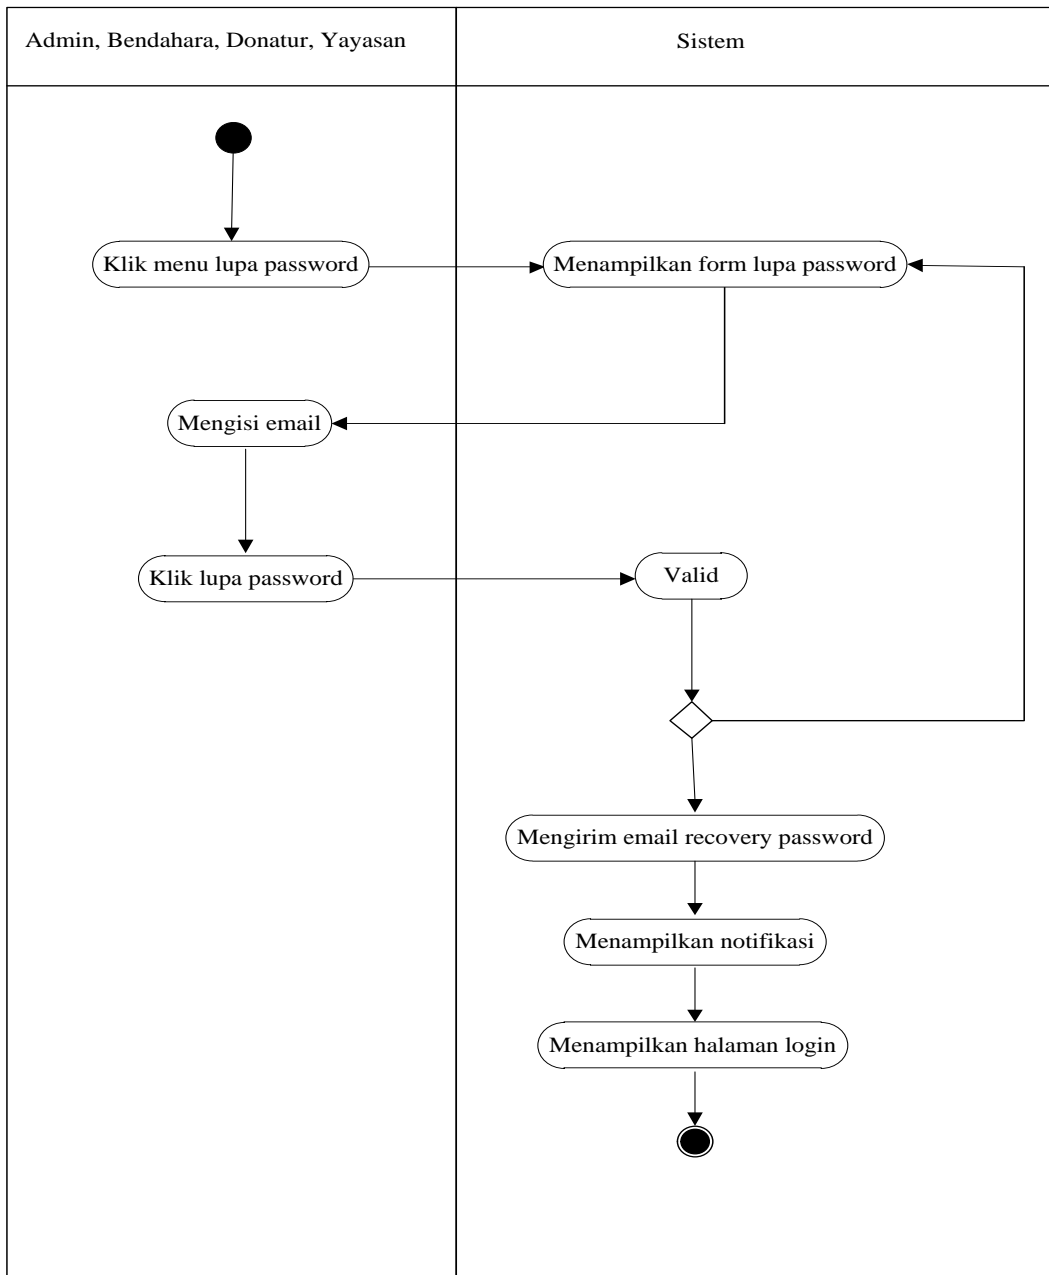 Admin, Bendahara, Donatur, Yayasan
Sistem
Klik menu lupa password
Menampilkan form lupa password
Mengisi email
Klik lupa password
Valid
Mengirim email recovery password
Menampilkan notifikasi
Menampilkan halaman login